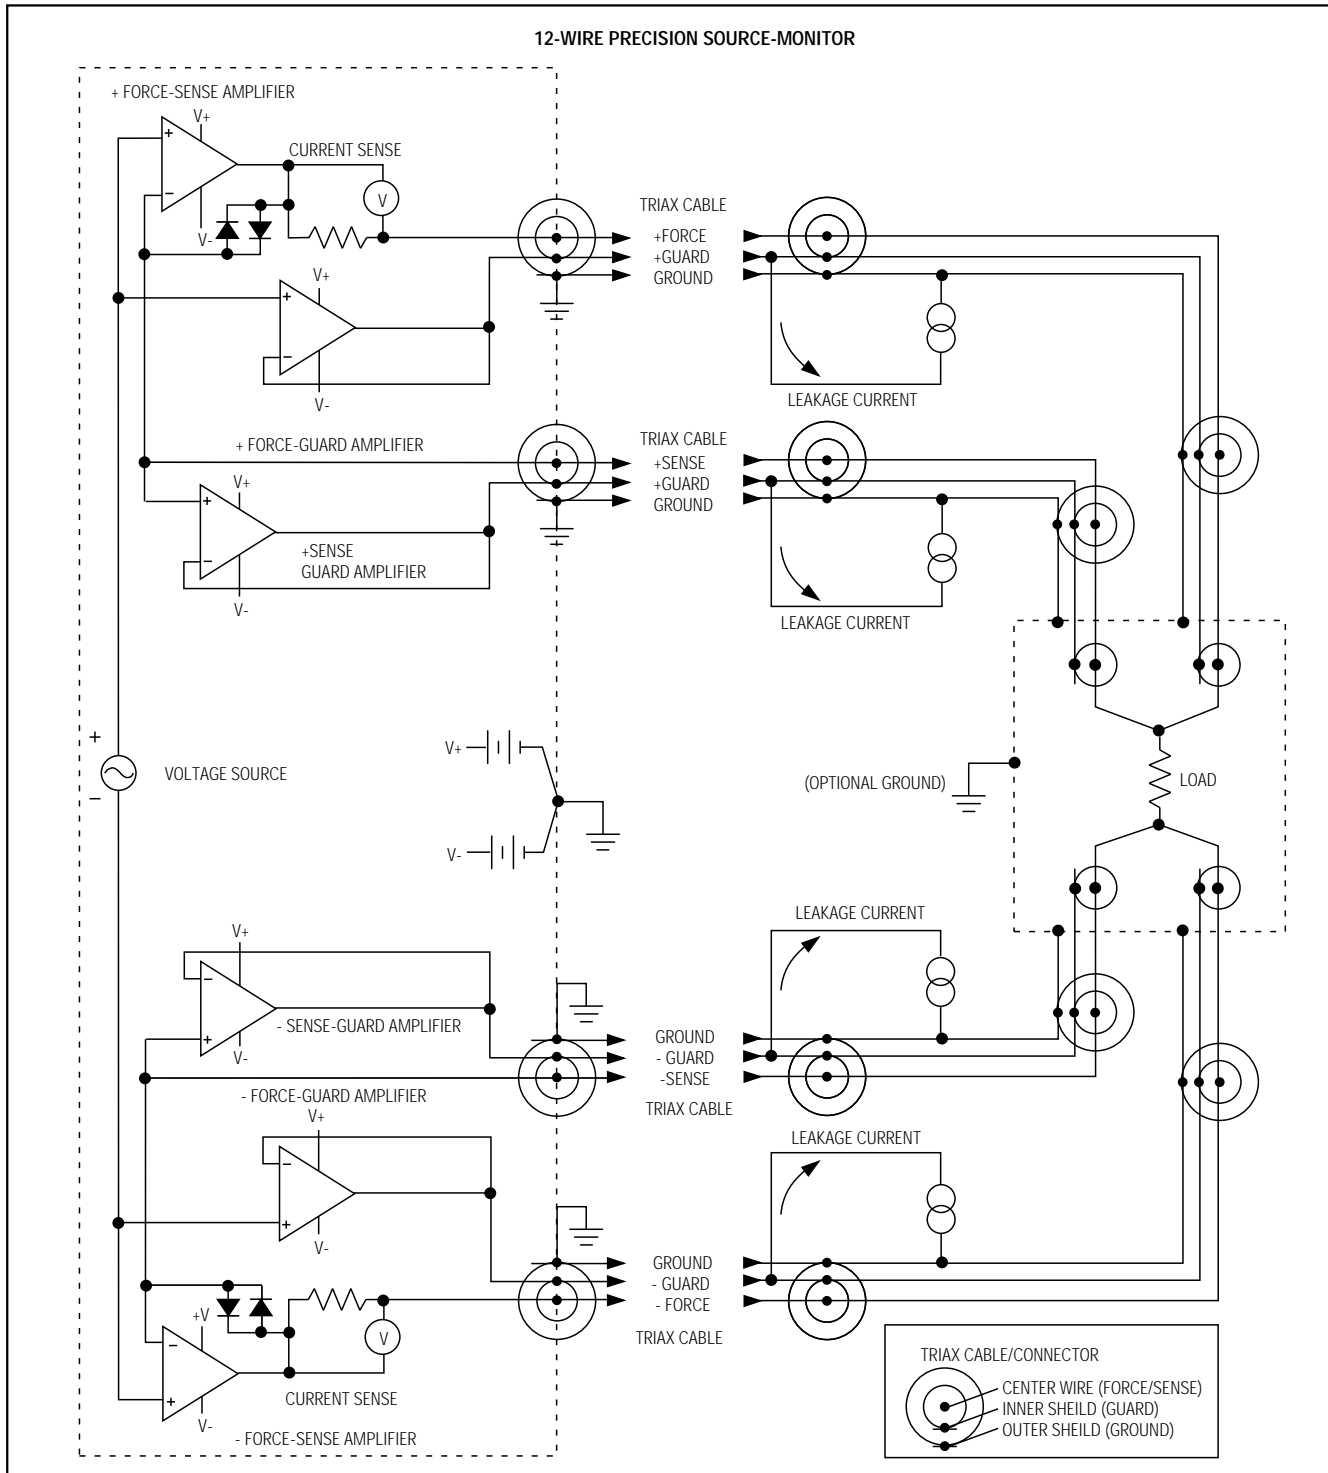 12-WIRE PRECISION SOURCE-MONITOR
+ FORCE-SENSE AMPLIFIER
V+
+
CURRENT SENSE
V
−
V-
TRIAX CABLE
+FORCE
+GUARD
GROUND
V+
+
−
V-
LEAKAGE CURRENT
+ FORCE-GUARD AMPLIFIER
TRIAX CABLE
+SENSE
+GUARD
GROUND
V+
+
−
+SENSE
GUARD AMPLIFIER
V-
LEAKAGE CURRENT
+
VOLTAGE SOURCE
−
V+
V-
(OPTIONAL GROUND)
LOAD
LEAKAGE CURRENT
V+
−
+
- SENSE-GUARD AMPLIFIER
V-
GROUND
- GUARD
-SENSE
TRIAX CABLE
- FORCE-GUARD AMPLIFIER
V+
−
+
V-
LEAKAGE CURRENT
GROUND
- GUARD
- FORCE
TRIAX CABLE
+V
−
+
V
V-
CURRENT SENSE
- FORCE-SENSE AMPLIFIER
TRIAX CABLE/CONNECTOR
CENTER WIRE (FORCE/SENSE)
INNER SHEILD (GUARD)
OUTER SHEILD (GROUND)